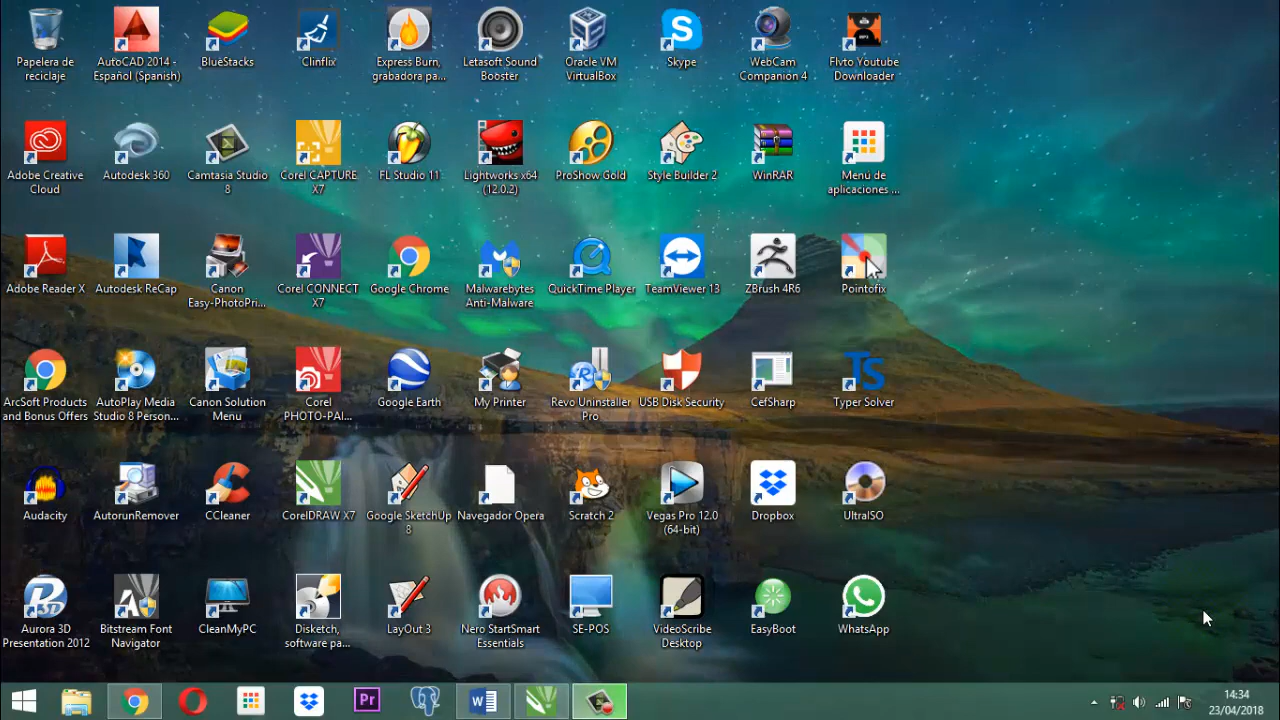 Papelera de
reciclaje
AutoCAD 2014 -
Español (Spanish)
BlueStacks
Clinflix
Express Burn,
grabadora pa...
Letasoft Sound
Booster
Oracle VM
VirtualBox
Skype
WebCam
Companion 4
Flvto Youtube
Downloader
Adobe Creative
Cloud
Autodesk 360
Camtasia Studio
8
Corel CAPTURE
X7
FL Studio 11
Lightworks x64
(12.0.2)
ProShow Gold
Style Builder 2
WinRAR
Menú de
aplicaciones ...
Adobe Reader X
Autodesk ReCap
Canon
Easy-PhotoPri...
Corel CONNECT
X7
Google Chrome
Malwarebytes
Anti-Malware
QuickTime Player
TeamViewer 13
ZBrush 4R6
Pointofix
ArcSoft Products
and Bonus Offers
AutoPlay Media
Studio 8 Person...
Canon Solution
Menu
Corel
PHOTO-PAI...
Google Earth
My Printer
Revo Uninstaller
Pro
USB Disk Security
CefSharp
Typer Solver
Audacity
AutorunRemover
CCleaner
CorelDRAW X7
Google SketchUp
8
Navegador Opera
Scratch 2
Vegas Pro 12.0
(64-bit)
Dropbox
UltraISO
Aurora 3D
Presentation 2012
Bitstream Font
Navigator
CleanMyPC
Disketch,
software pa...
LayOut 3
Nero StartSmart
Essentials
SE-POS
VideoScribe
Desktop
EasyBoot
WhatsApp
Pr
14:34
23/04/2018